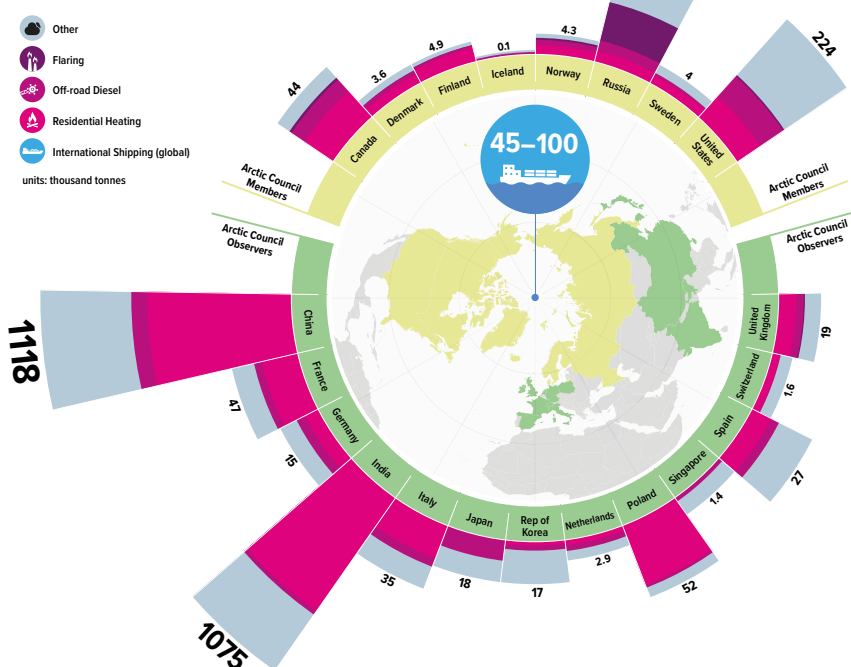 Other
Flaring
Off-road Diesel
Residential Heating
International Shipping (global)
units: thousand tonnes
Arctic Council
Members
44
3.6
4.9
0.1
4.3
4
224
Canada
Denmark
Finland
Iceland
Norway
Russia
Sweden
United
States
Arctic Council
Members
45–100
Arctic Council
Observers
Arctic Council
Observers
China
France
Germany
India
Italy
Japan
Rep of
Korea
Netherlands
Poland
Singapore
Spain
Switzerland
United
Kingdom
1118
47
15
1075
35
18
17
2.9
52
1.4
27
1.6
19